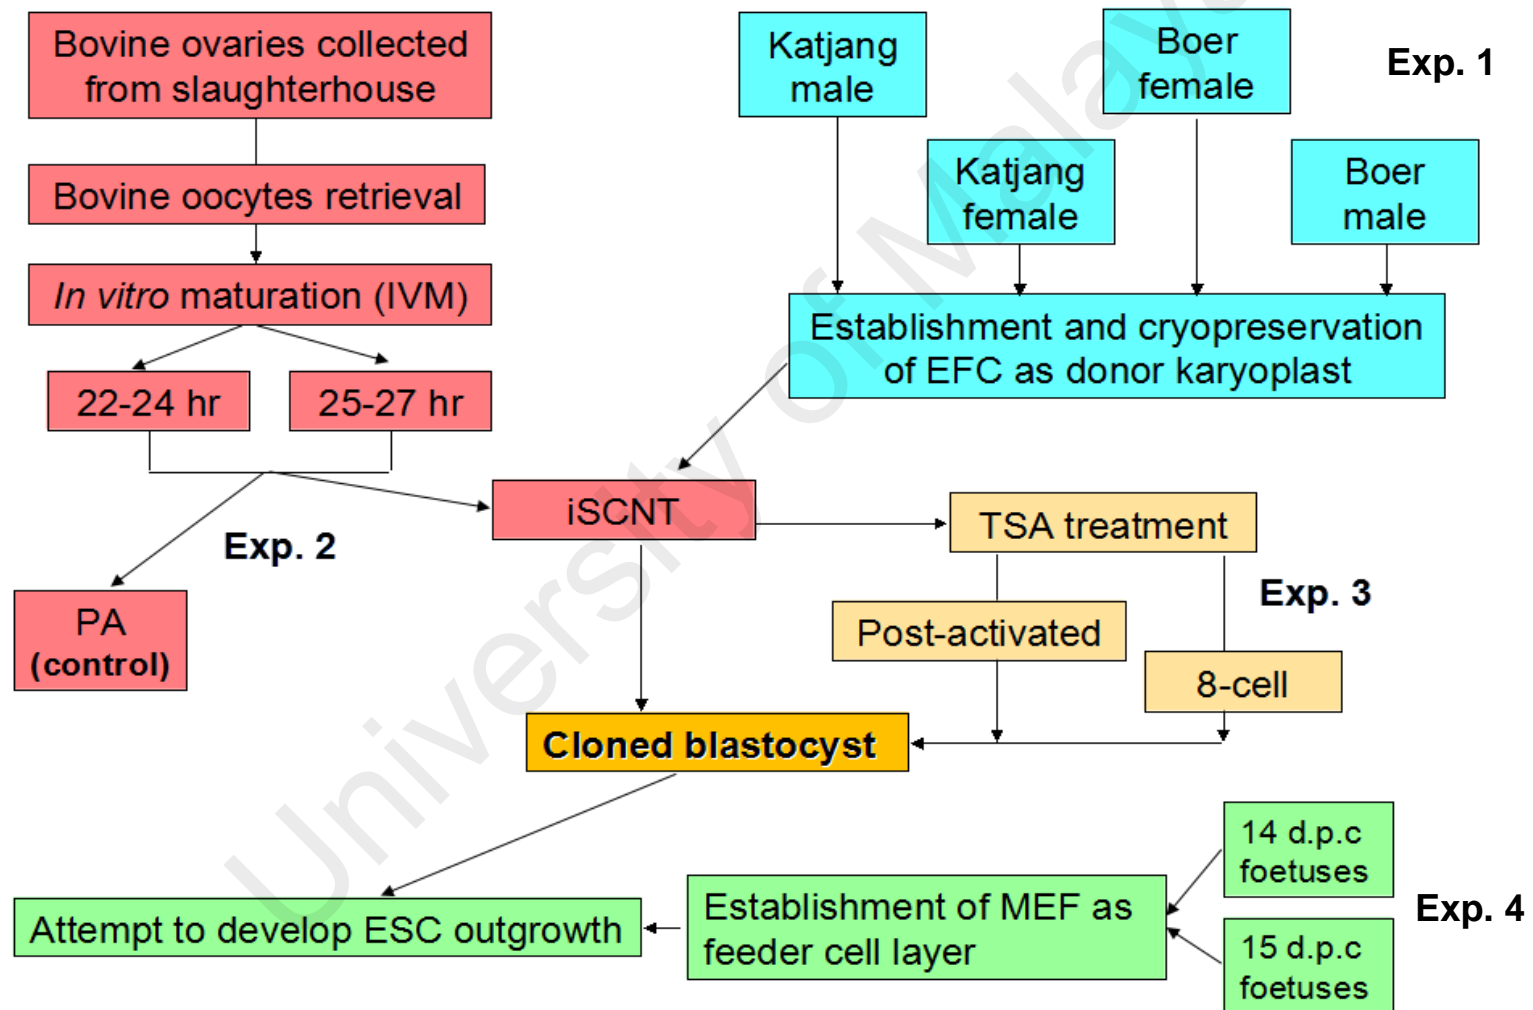 Bovine ovaries collected
from slaughterhouse
Bovine oocytes retrieval
In vitro maturation (IVM)
22-24 hr
25-27 hr
Exp. 2
PA
(control)
Katjang
male
Boer
female
Exp. 1
Katjang
female
Boer
male
Establishment and cryopreservation
of EFC as donor karyoplast
iSCNT
TSA treatment
Exp. 3
Post-activated
8-cell
Cloned blastocyst
14 d.p.c
foetuses
Exp. 4
15 d.p.c
foetuses
Establishment of MEF as
feeder cell layer
Attempt to develop ESC outgrowth
University of Malaya